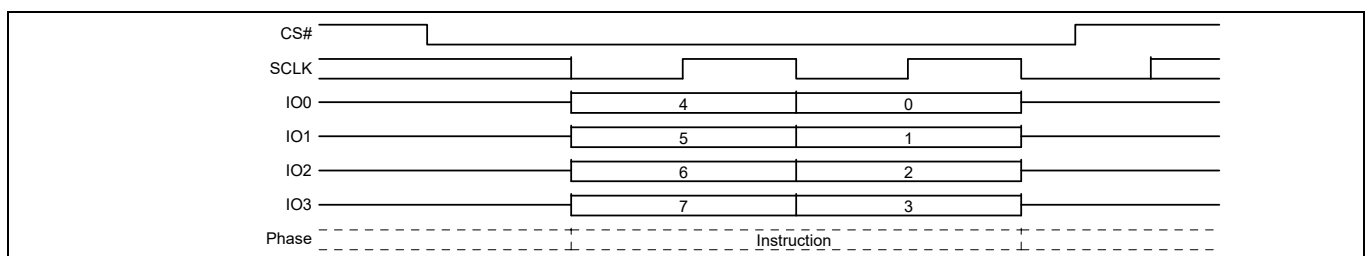 CS#
SCLK
IO0 4 0
IO1 5 1
IO2 6 2
IO3 7 3
Phase Instruction